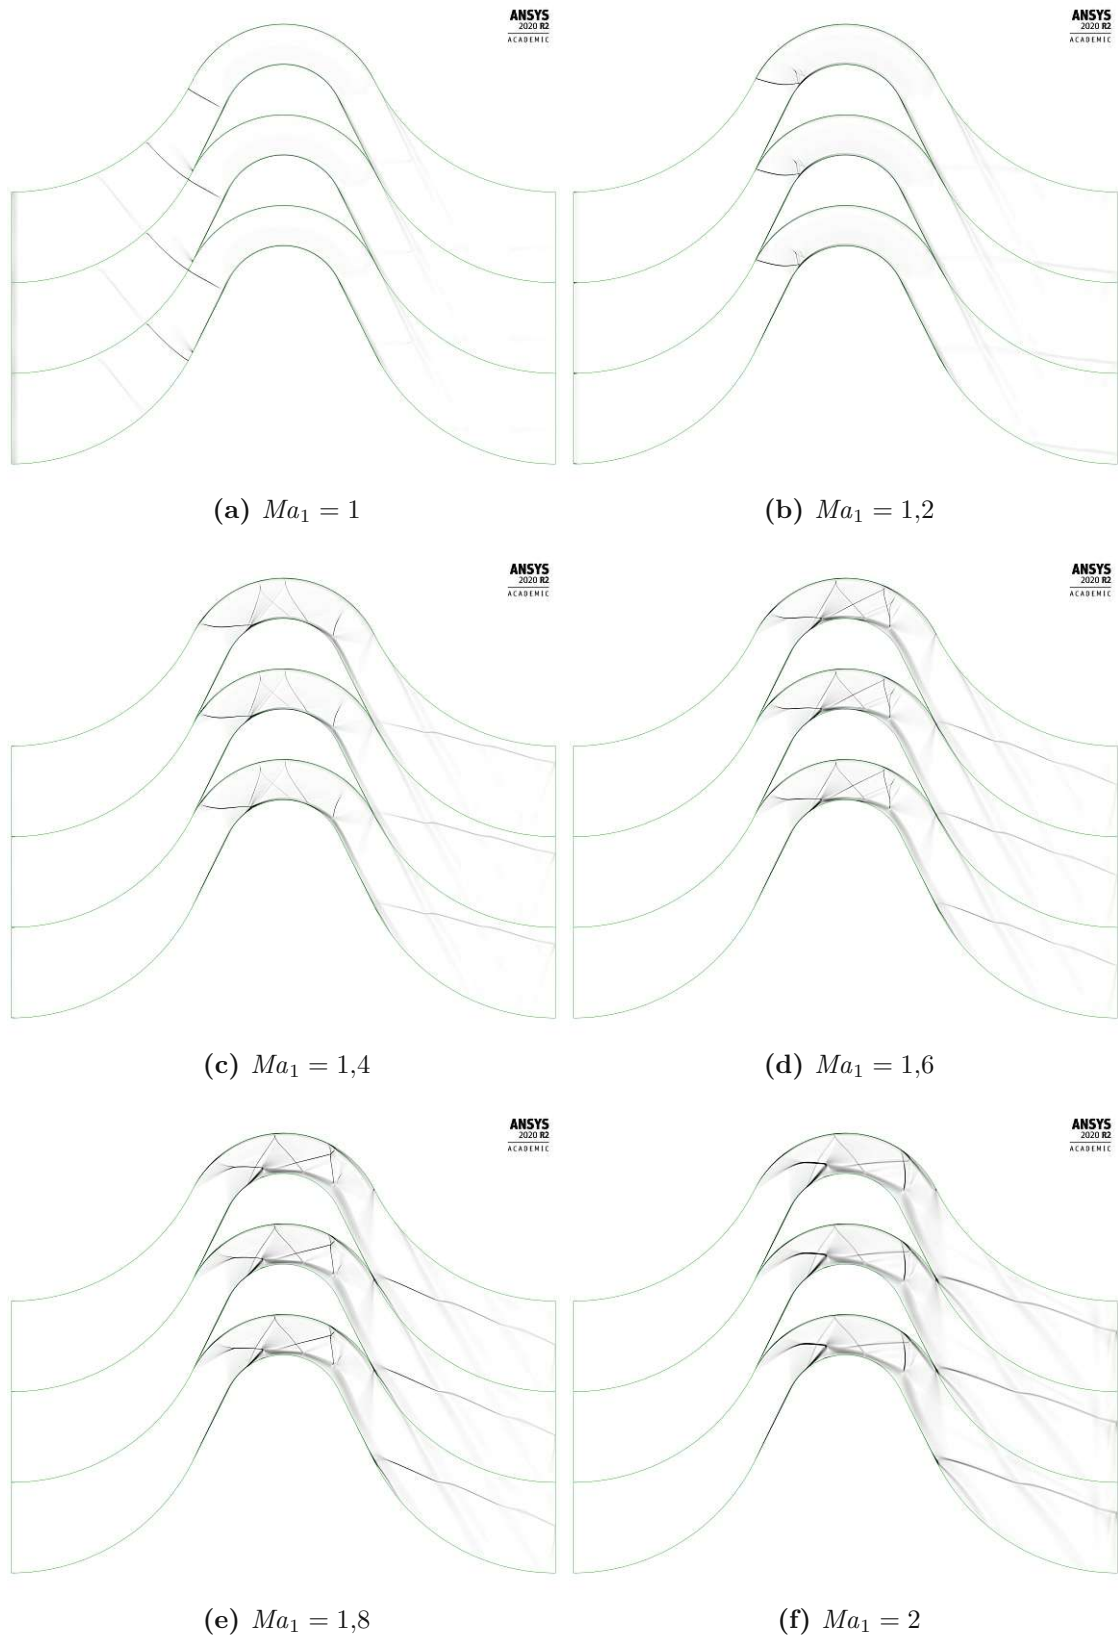 ANSYS
2020 R2
ACADEMIC
ANSYS
2020 R2
ACADEMIC
(a) Ma₁ = 1
(b) Ma₁ = 1,2
ANSYS
2020 R2
ACADEMIC
ANSYS
2020 R2
ACADEMIC
(c) Ma₁ = 1,4
(d) Ma₁ = 1,6
ANSYS
2020 R2
ACADEMIC
ANSYS
2020 R2
ACADEMIC
(e) Ma₁ = 1,8
(f) Ma₁ = 2